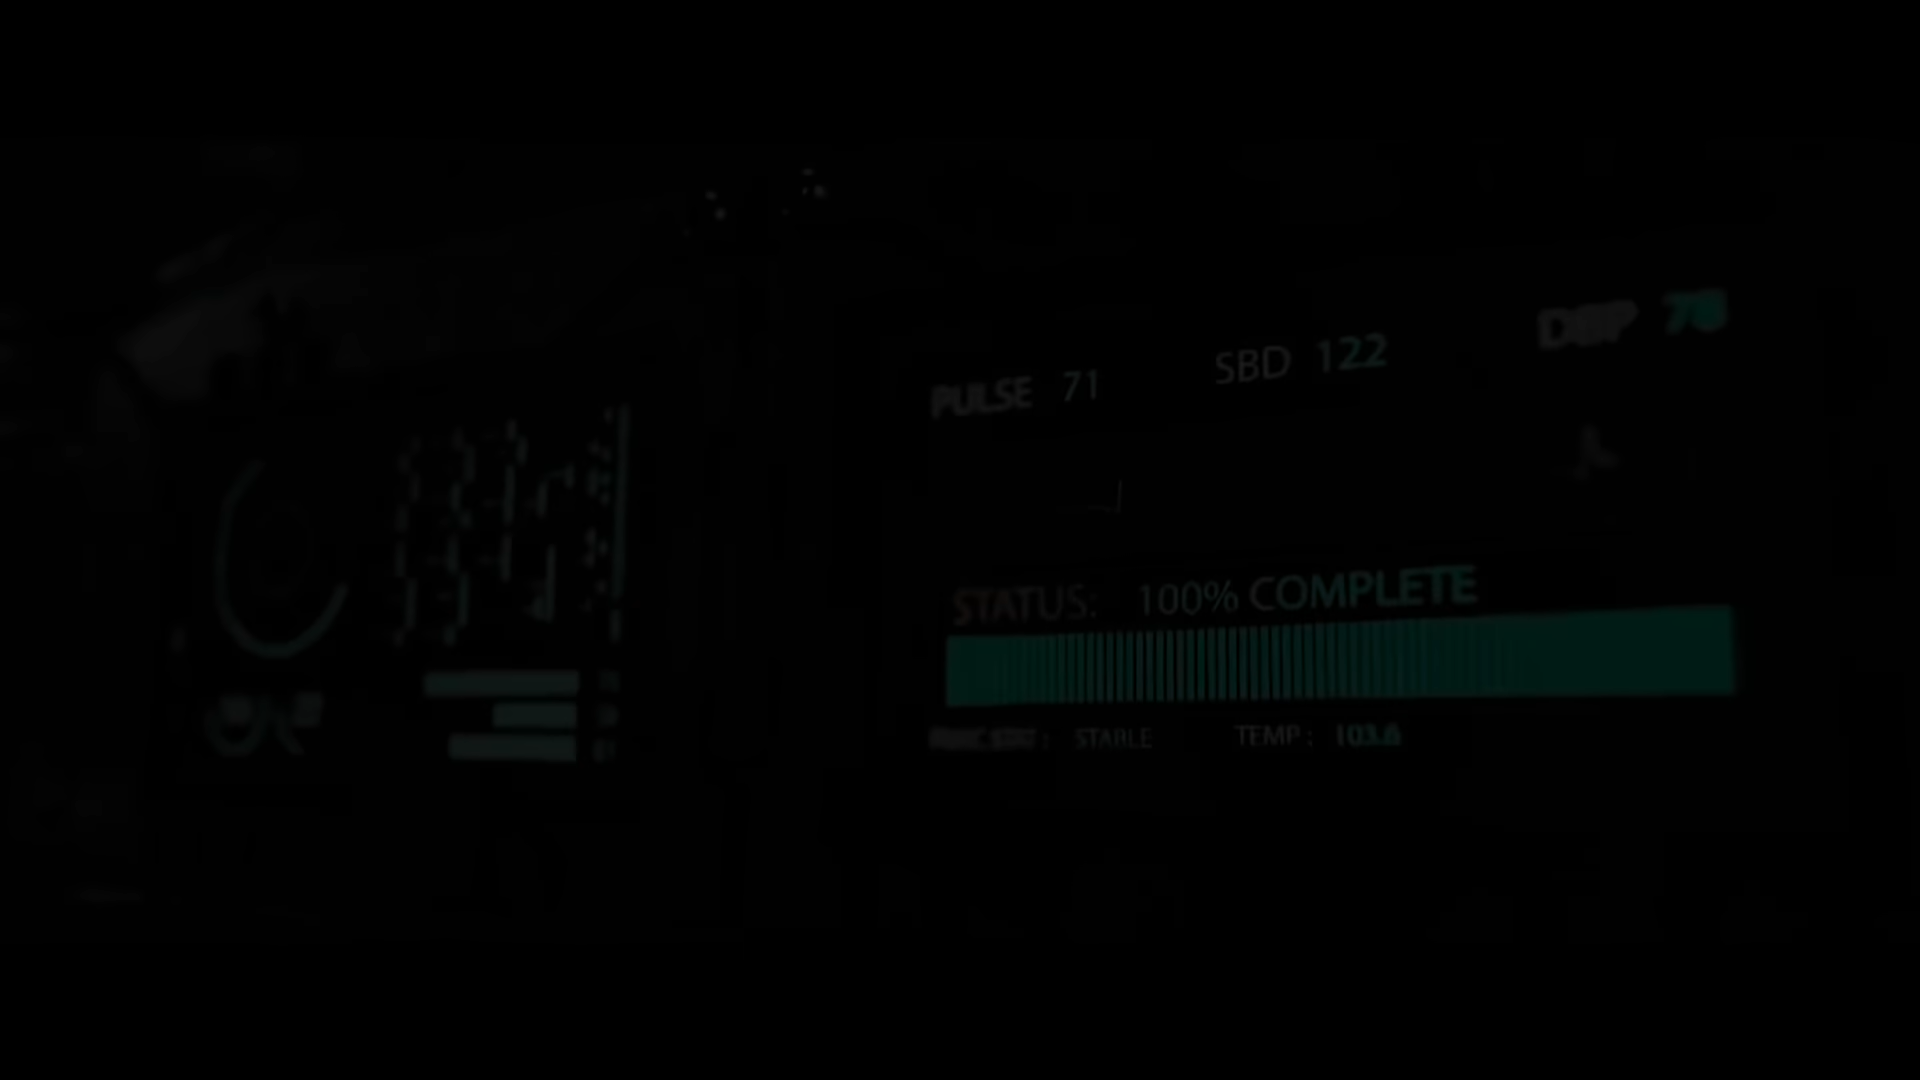 PULSE 71 SBD 122 DBP 78
STATUS: 100% COMPLETE
STABLE TEMP: 103.6